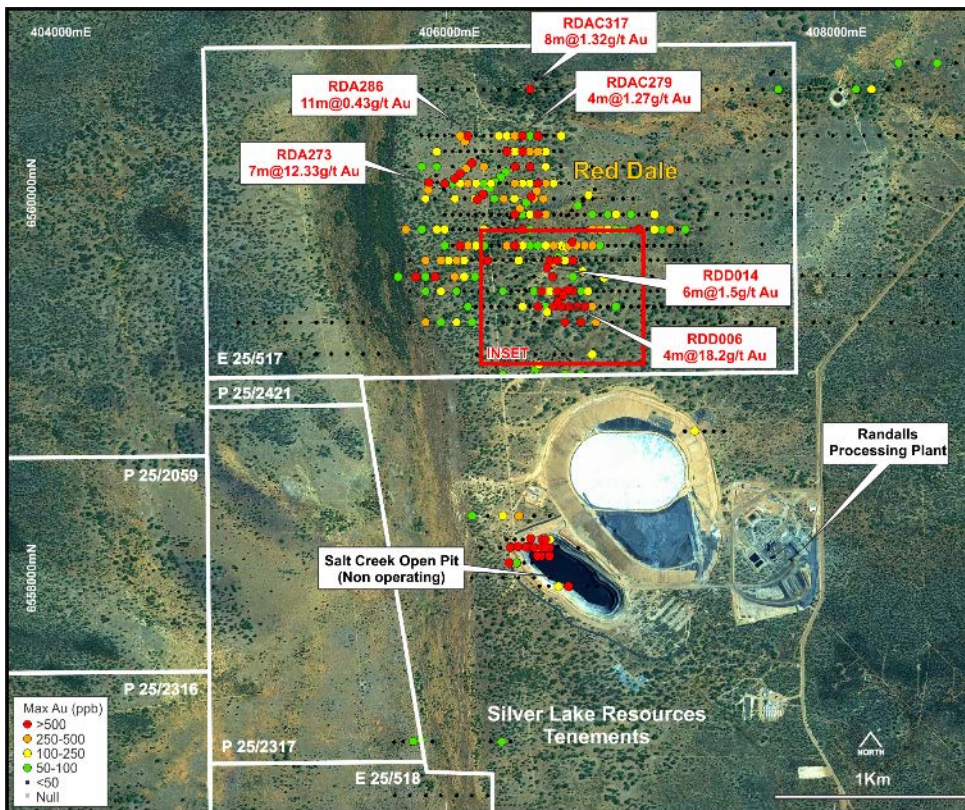 404000mE
406000mE
408000mE
RDAC317
8m@1.32g/t Au
RDA286
11m@0.43g/t Au
RDAC279
4m@1.27g/t Au
RDA273
7m@12.33g/t Au
Red Dale
6560000mN
RDD014
6m@1.5g/t Au
RDD006
4m@18.2g/t Au
INSET
E 25/517
P 25/2421
P 25/2059
Randalls
Processing Plant
Salt Creek Open Pit
(Non operating)
6558000mN
P 25/2316
Silver Lake Resources
Tenements
P 25/2317
E 25/518
Max Au (ppb)
>500
250-500
100-250
50-100
<50
Null
NORTH
1Km